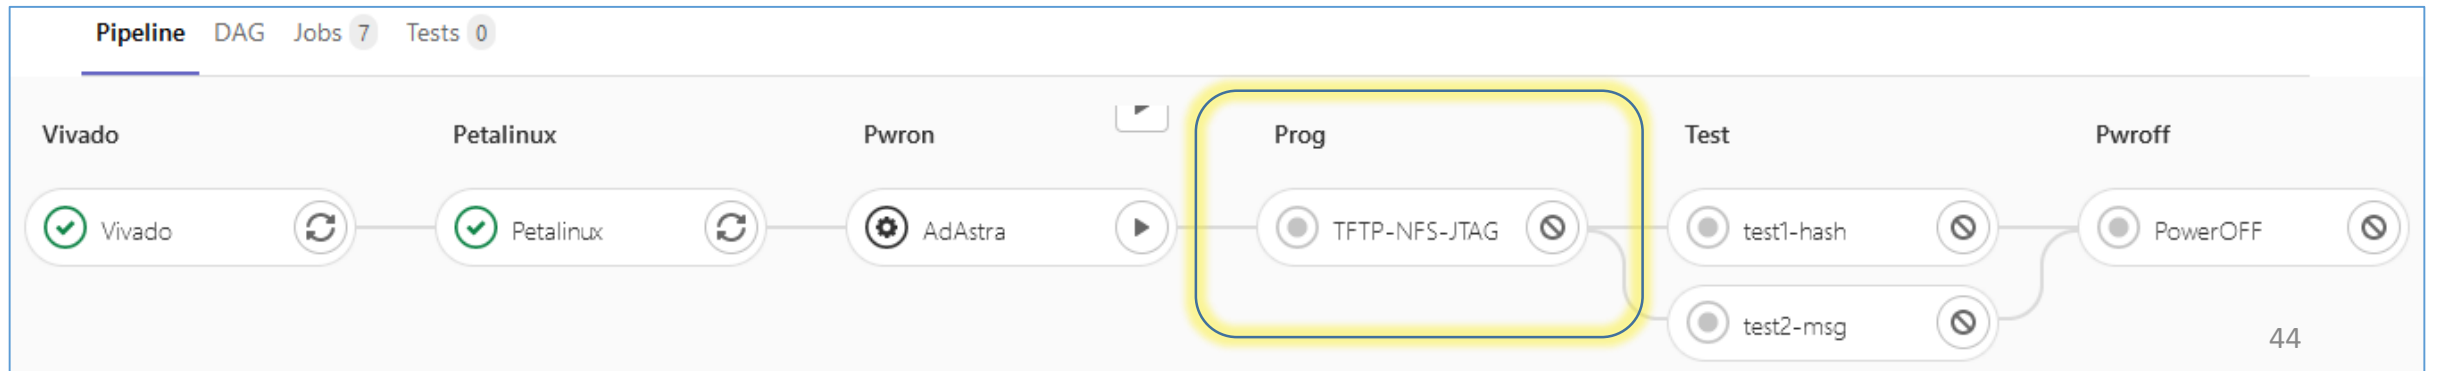 Pipeline DAG Jobs 7 Tests 0
Vivado Petalinux Pwron Prog Test Pwroff
Vivado Petalinux AdAstra TFTP-NFS-JTAG test1-hash PowerOFF
test2-msg
44